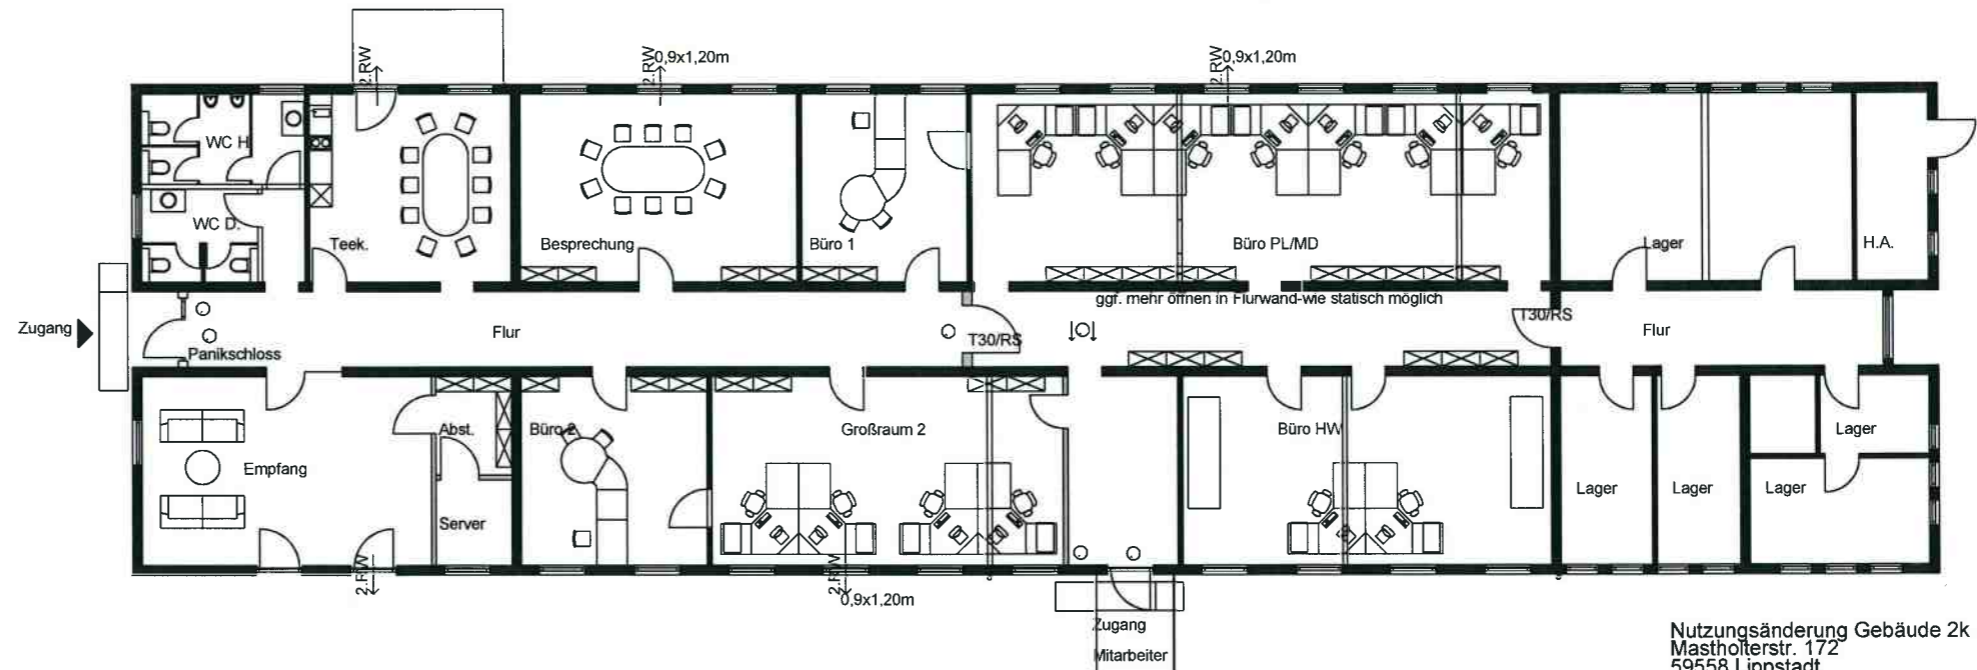 2.RW
2.RW
0,9x1,20m
2.RW
0,9x1,20m
WC H
WC D.
Teek.
Besprechung
Büro 1
Büro PL/MD
Lager
H.A.
ggf. mehr öffnen in Flurwand-wie statisch möglich
Zugang
Panikschloss
Flur
T30/RS
T30/RS
Flur
Empfang
Abst.
Server
Büro 2
Großraum 2
Büro HW
Lager
Lager
Lager
Lager
2.RW
2.RW
0,9x1,20m
Zugang
Mitarbeiter
Nutzungsänderung Gebäude 2k
Mastholterstr. 172
59558 Lippstadt